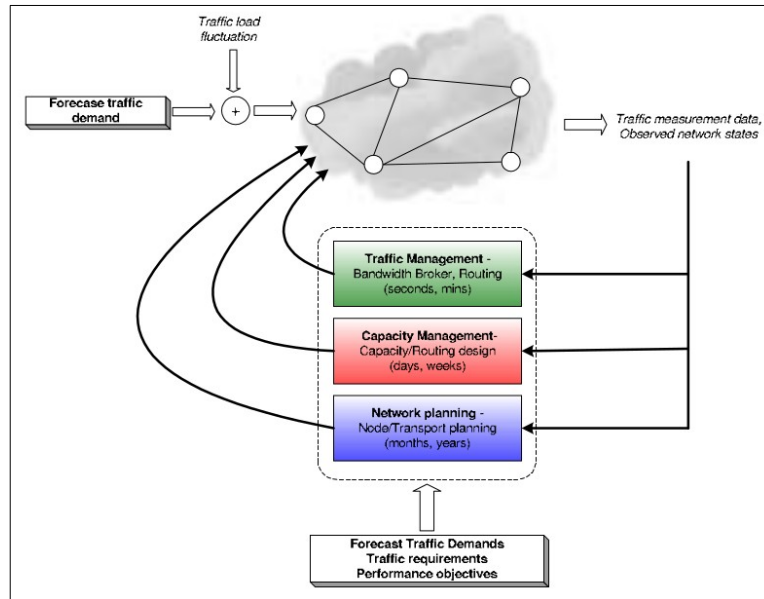 Traffic load
fluctuation
Forecase traffic
demand
+
Traffic measurement data,
Observed network states
Traffic Management -
Bandwidth Broker, Routing
(seconds, mins)
Capacity Management-
Capacity/Routing design
(days, weeks)
Network planning -
Node/Transport planning
(months, years)
Forecast Traffic Demands
Traffic requirements
Performance objectives